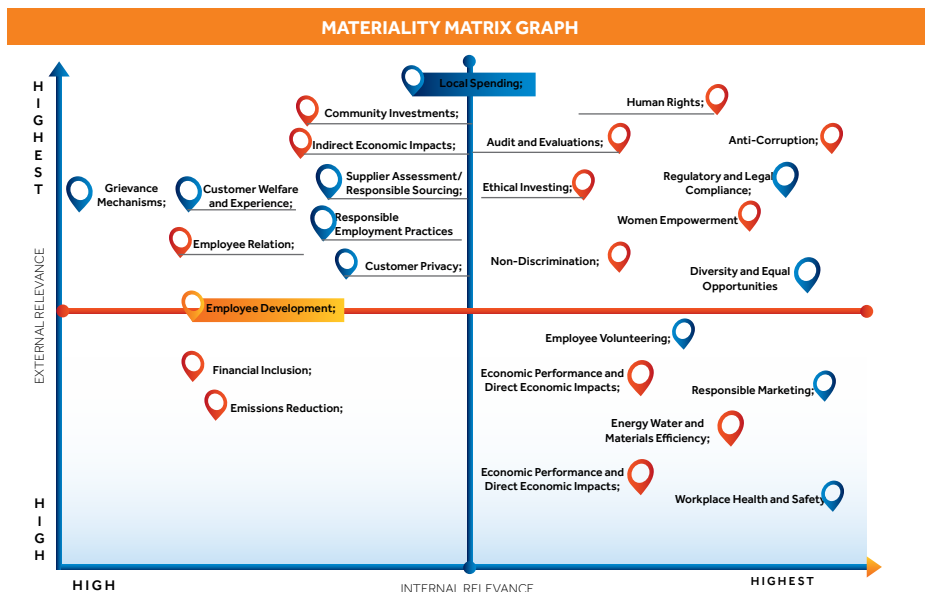 MATERIALITY MATRIX GRAPH
HIGHEST
EXTERNAL RELEVANCE
HIGH
Local Spending;
Community Investments;
Human Rights;
Indirect Economic Impacts;
Audit and Evaluations;
Anti-Corruption;
Grievance
Mechanisms;
Customer Welfare
and Experience;
Supplier Assessment/
Responsible Sourcing;
Ethical Investing;
Regulatory and Legal
Compliance;
Responsible
Employment Practices
Women Empowerment
Employee Relation;
Customer Privacy;
Non-Discrimination;
Diversity and Equal
Opportunities
Employee Development;
Employee Volunteering;
Financial Inclusion;
Economic Performance and
Direct Economic Impacts;
Responsible Marketing;
Emissions Reduction;
Energy Water and
Materials Efficiency;
Economic Performance and
Direct Economic Impacts;
Workplace Health and Safety
HIGH
INTERNAL RELEVANCE
HIGHEST